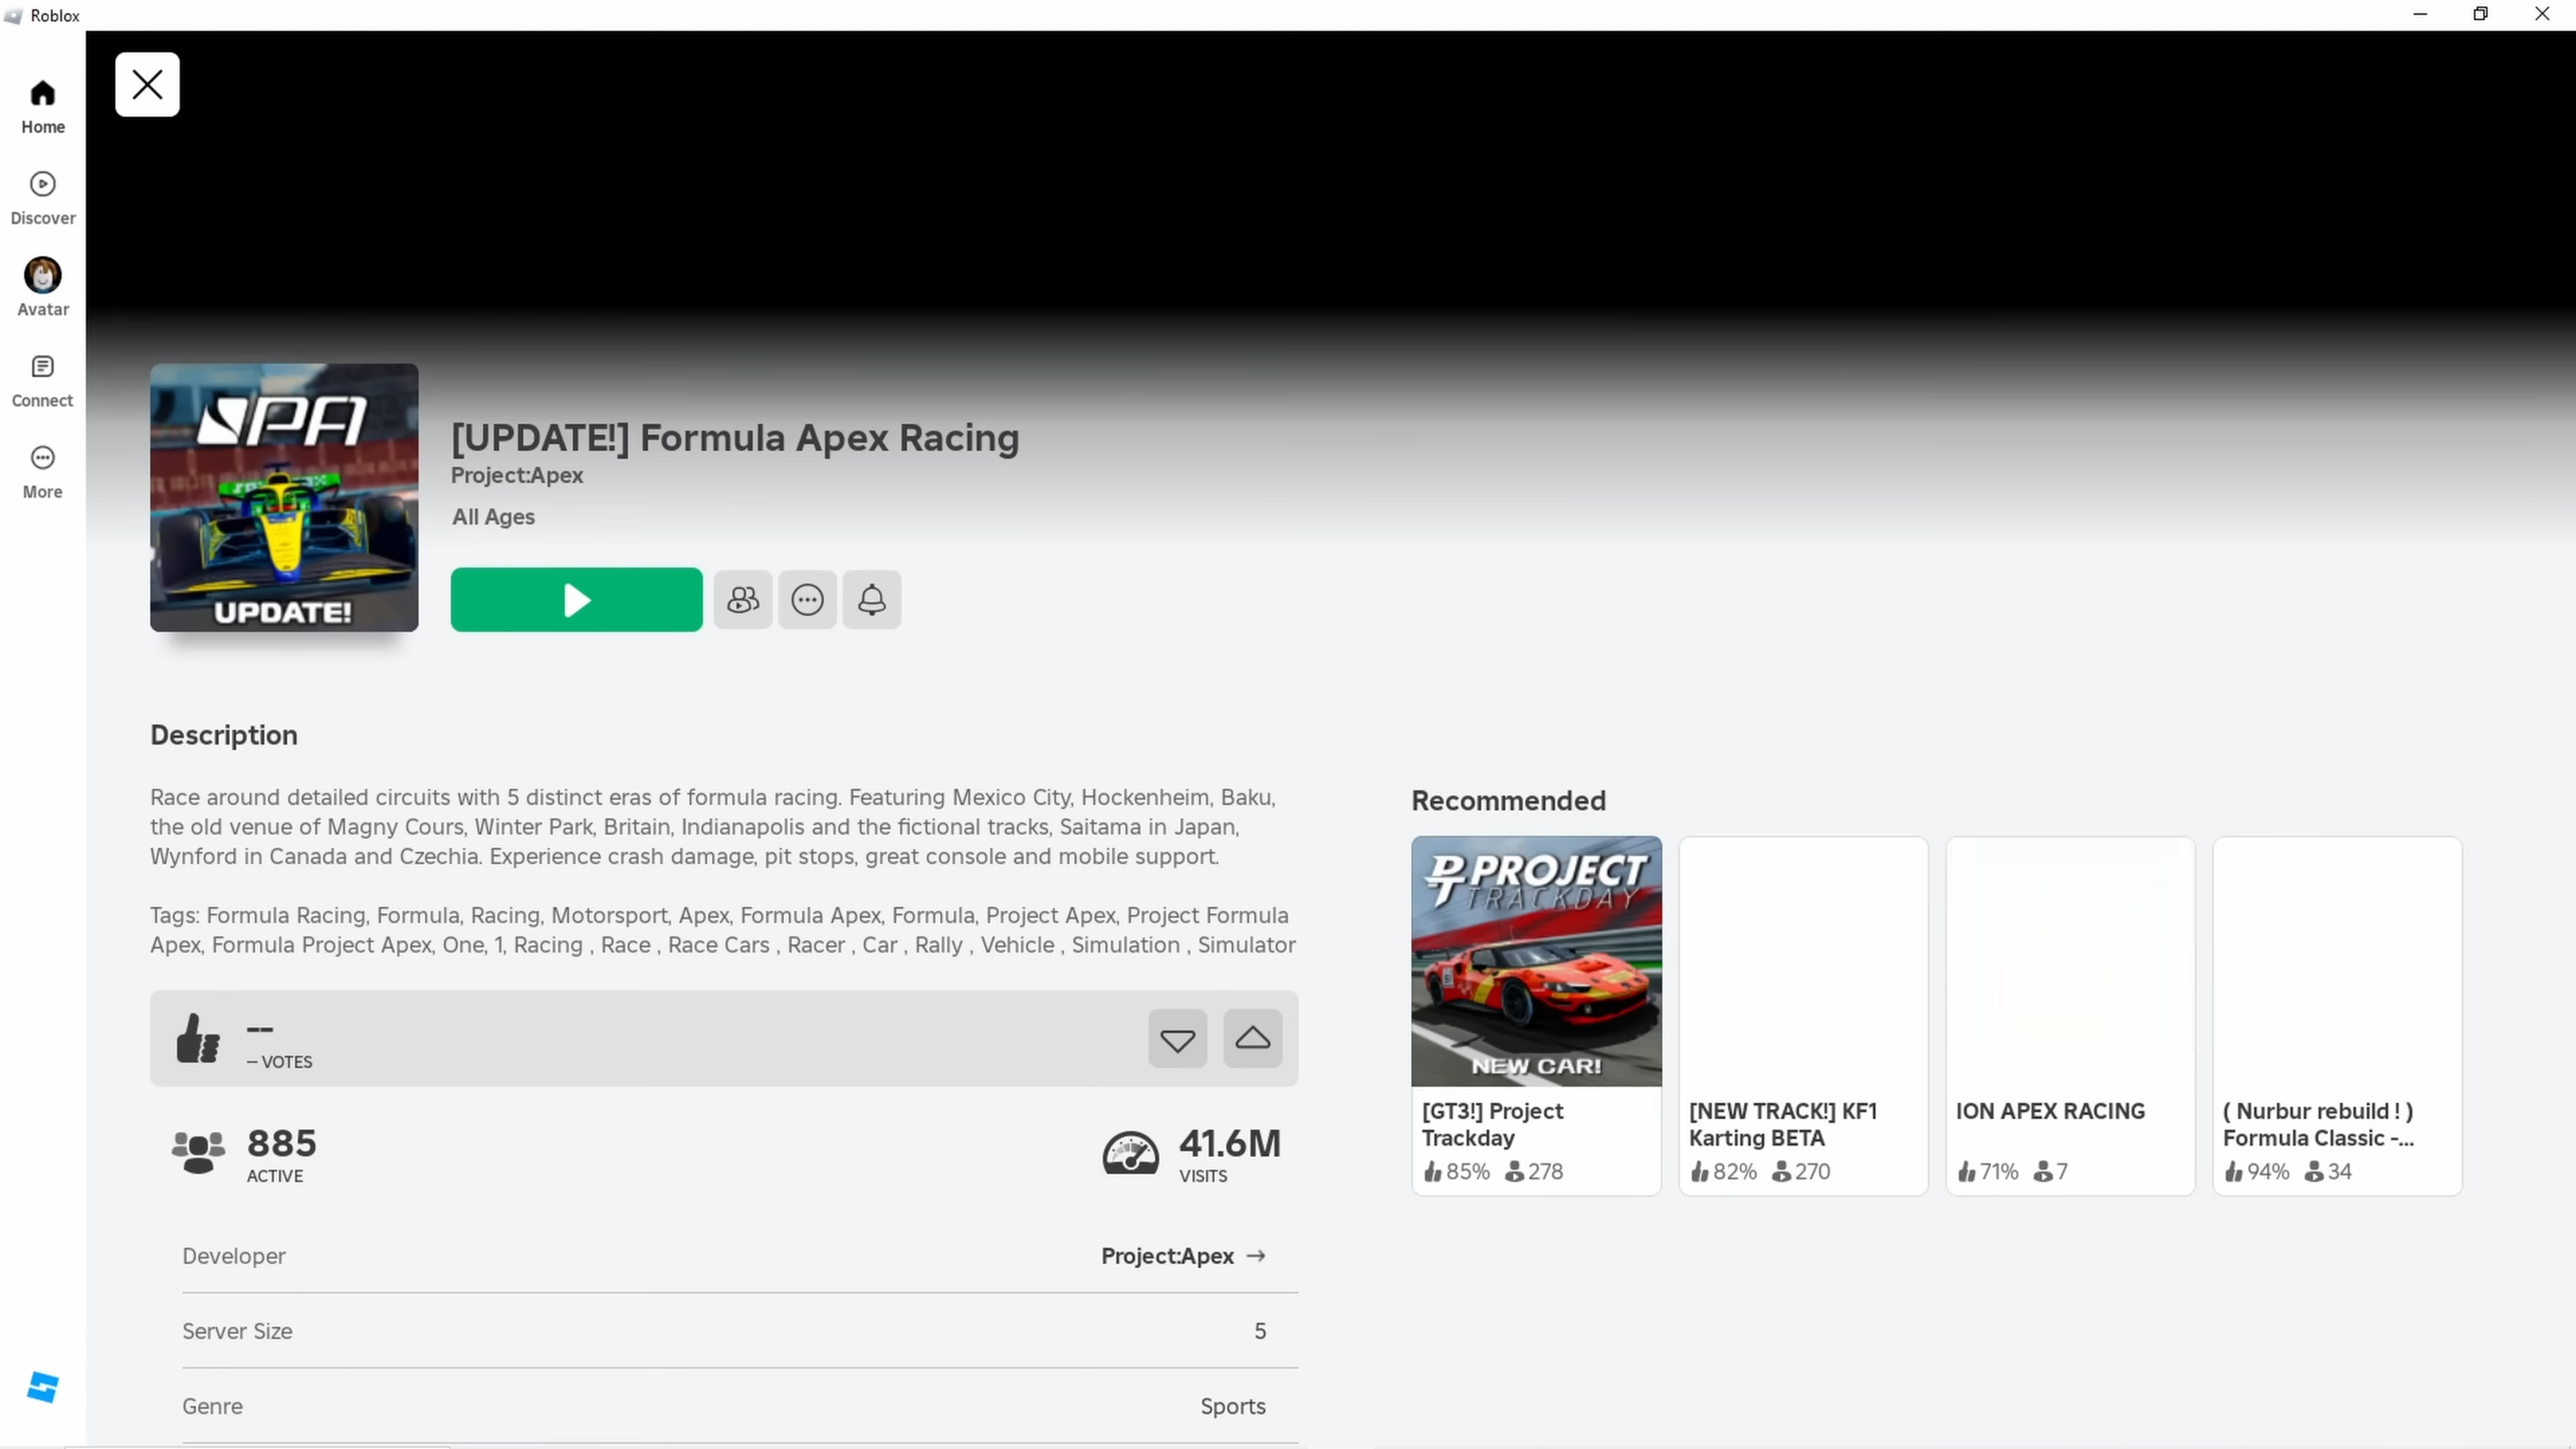 Roblox
Home
Discover
Avatar
Connect
More
PA
UPDATE!
[UPDATE!] Formula Apex Racing
Project:Apex
All Ages
Description
Race around detailed circuits with 5 distinct eras of formula racing. Featuring Mexico City, Hockenheim, Baku,
the old venue of Magny Cours, Winter Park, Britain, Indianapolis and the fictional tracks, Saitama in Japan,
Wynford in Canada and Czechia. Experience crash damage, pit stops, great console and mobile support.
Tags: Formula Racing, Formula, Racing, Motorsport, Apex, Formula Apex, Formula, Project Apex, Project Formula
Apex, Formula Project Apex, One, 1, Racing , Race , Race Cars , Racer , Car , Rally , Vehicle , Simulation , Simulator
--
– VOTES
885
ACTIVE
41.6M
VISITS
Developer
Project:Apex →
Server Size
5
Genre
Sports
Recommended
PT PROJECT
TRACKDAY
NEW CAR!
[GT3!] Project
Trackday
85% 278
[NEW TRACK!] KF1
Karting BETA
82% 270
ION APEX RACING
71% 7
( Nurbur rebuild ! )
Formula Classic -...
94% 34